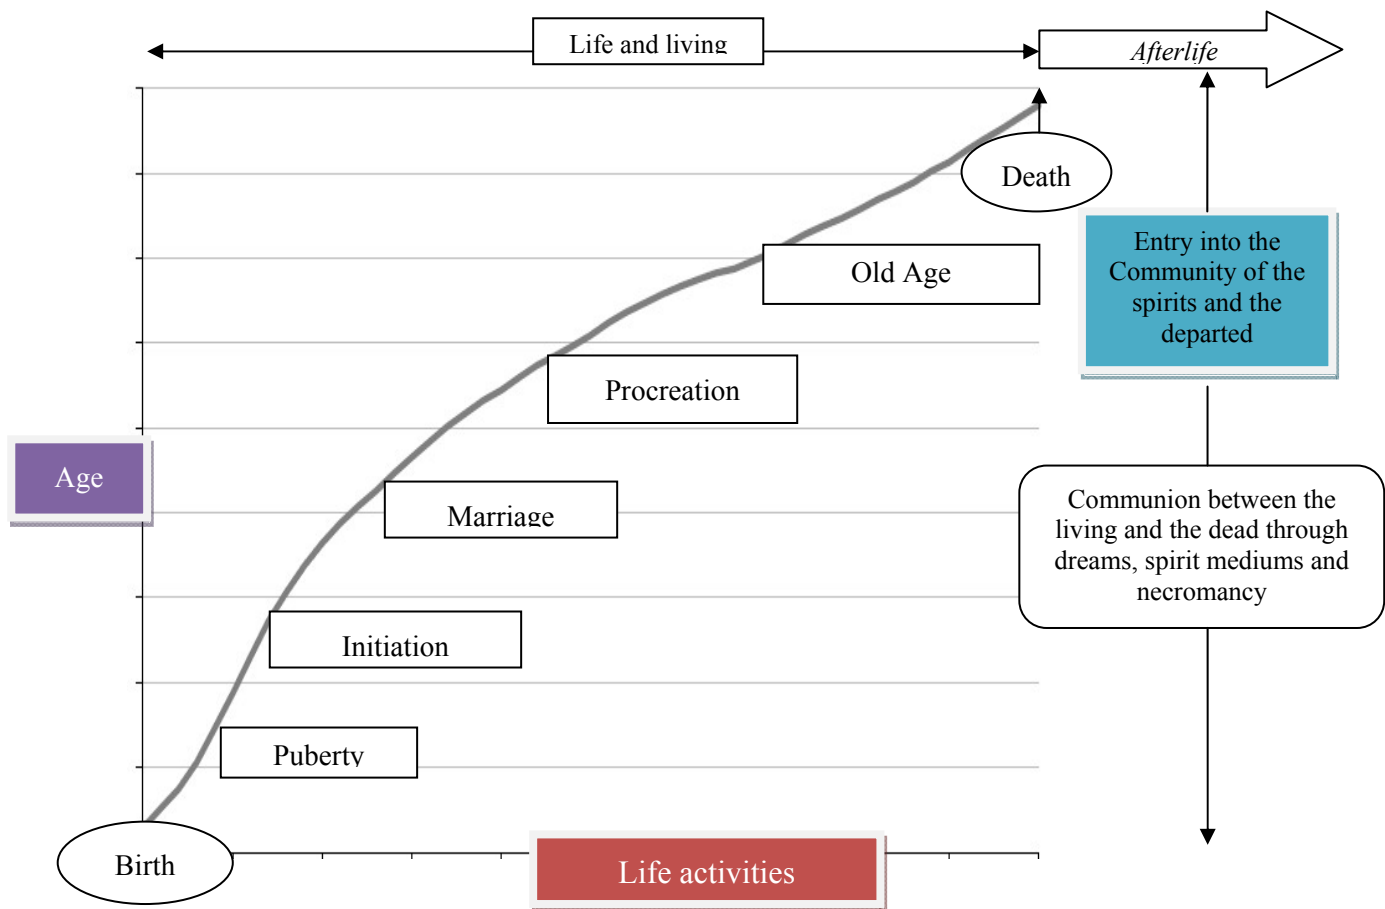 Life and living
Afterlife
Death
Entry into the
Community of the
spirits and the
departed
Old Age
Procreation
Age
Marriage
Communion between the
living and the dead through
dreams, spirit mediums and
necromancy
Initiation
Puberty
Birth
Life activities